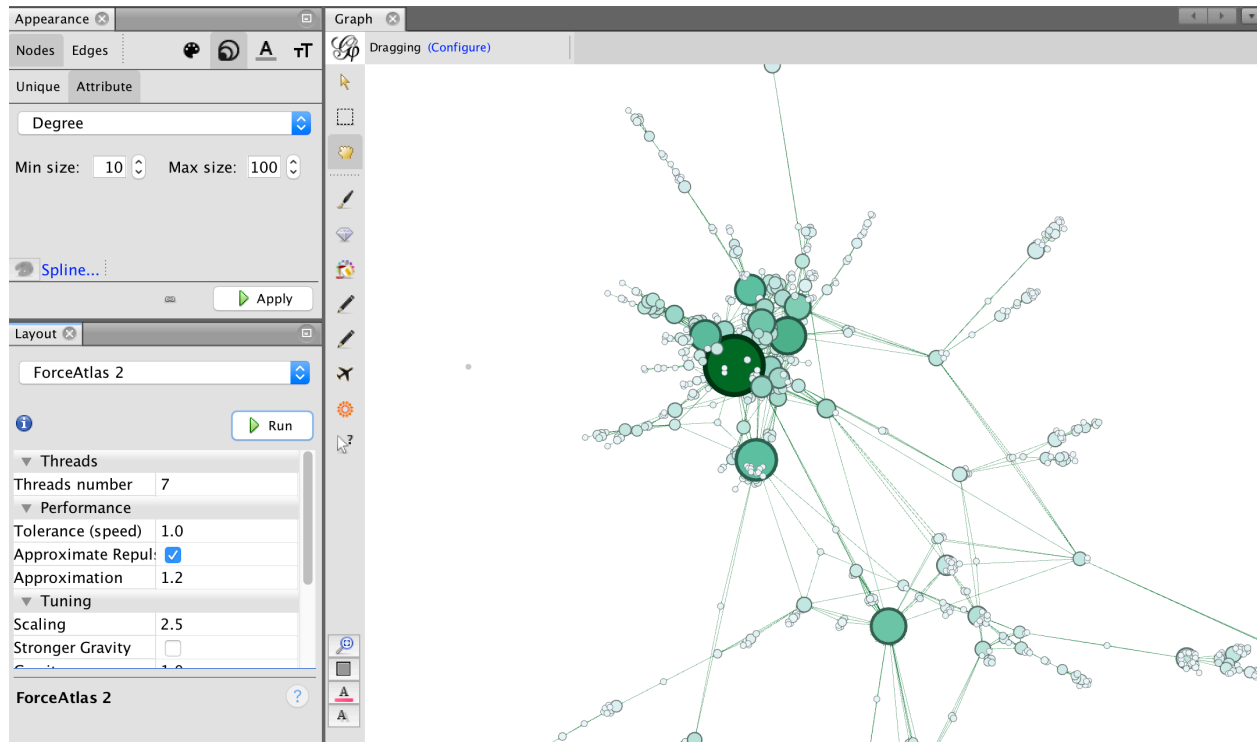 Appearance
Nodes Edges A TT
Unique Attribute
Degree
Min size: 10 Max size: 100
Spline...
Apply
Layout
ForceAtlas 2
Run
Threads
Threads number 7
Performance
Tolerance (speed) 1.0
Approximate Repuls
Approximation 1.2
Tuning
Scaling 2.5
Stronger Gravity
ForceAtlas 2 ?
Graph
Dragging (Configure)
?
A
A